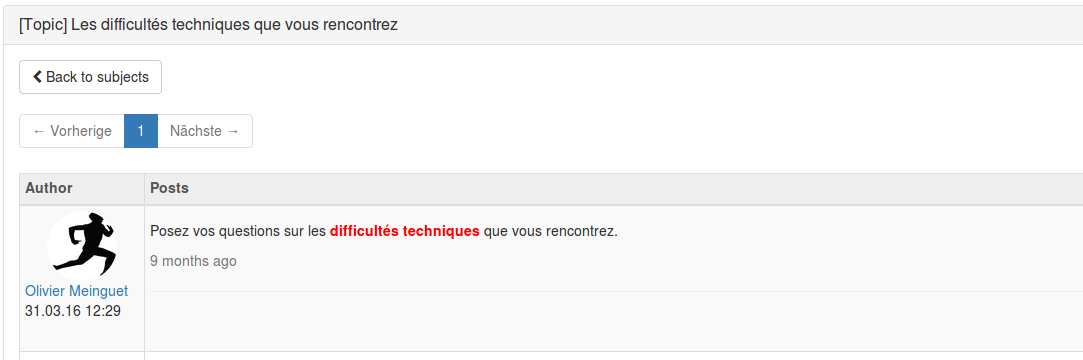 [Topic] Les difficultés techniques que vous rencontrez
Back to subjects
← Vorherige 1 Nächste →
Author Posts
Posez vos questions sur les difficultés techniques que vous rencontrez.
9 months ago
Olivier Meinguet
31.03.16 12:29